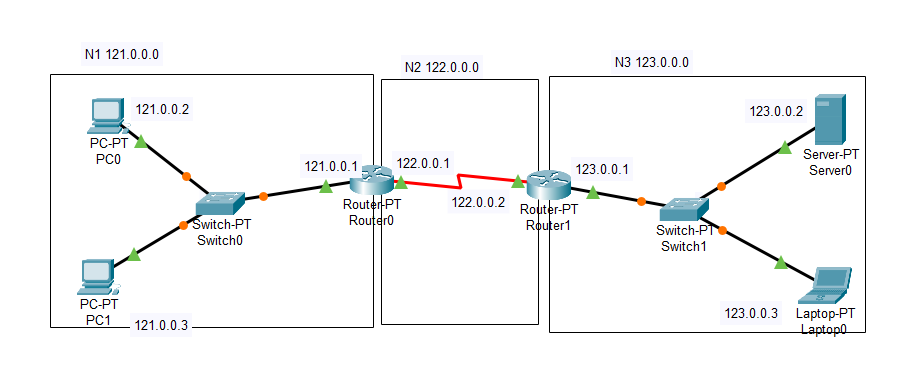 N1 121.0.0.0
N2 122.0.0.0
N3 123.0.0.0
121.0.0.2
PC-PT
PC0
121.0.0.1
122.0.0.1
122.0.0.2
123.0.0.1
123.0.0.2
Server-PT
Server0
Router-PT
Router0
Router-PT
Router1
Switch-PT
Switch0
Switch-PT
Switch1
PC-PT
PC1
121.0.0.3
123.0.0.3
Laptop-PT
Laptop0